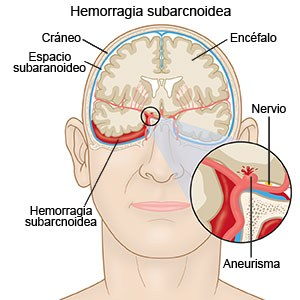 Hemorragia subarcnoidea
Cráneo
Encéfalo
Espacio
subaranoideo
Nervio
Hemorragia
subarcnoidea
Aneurisma